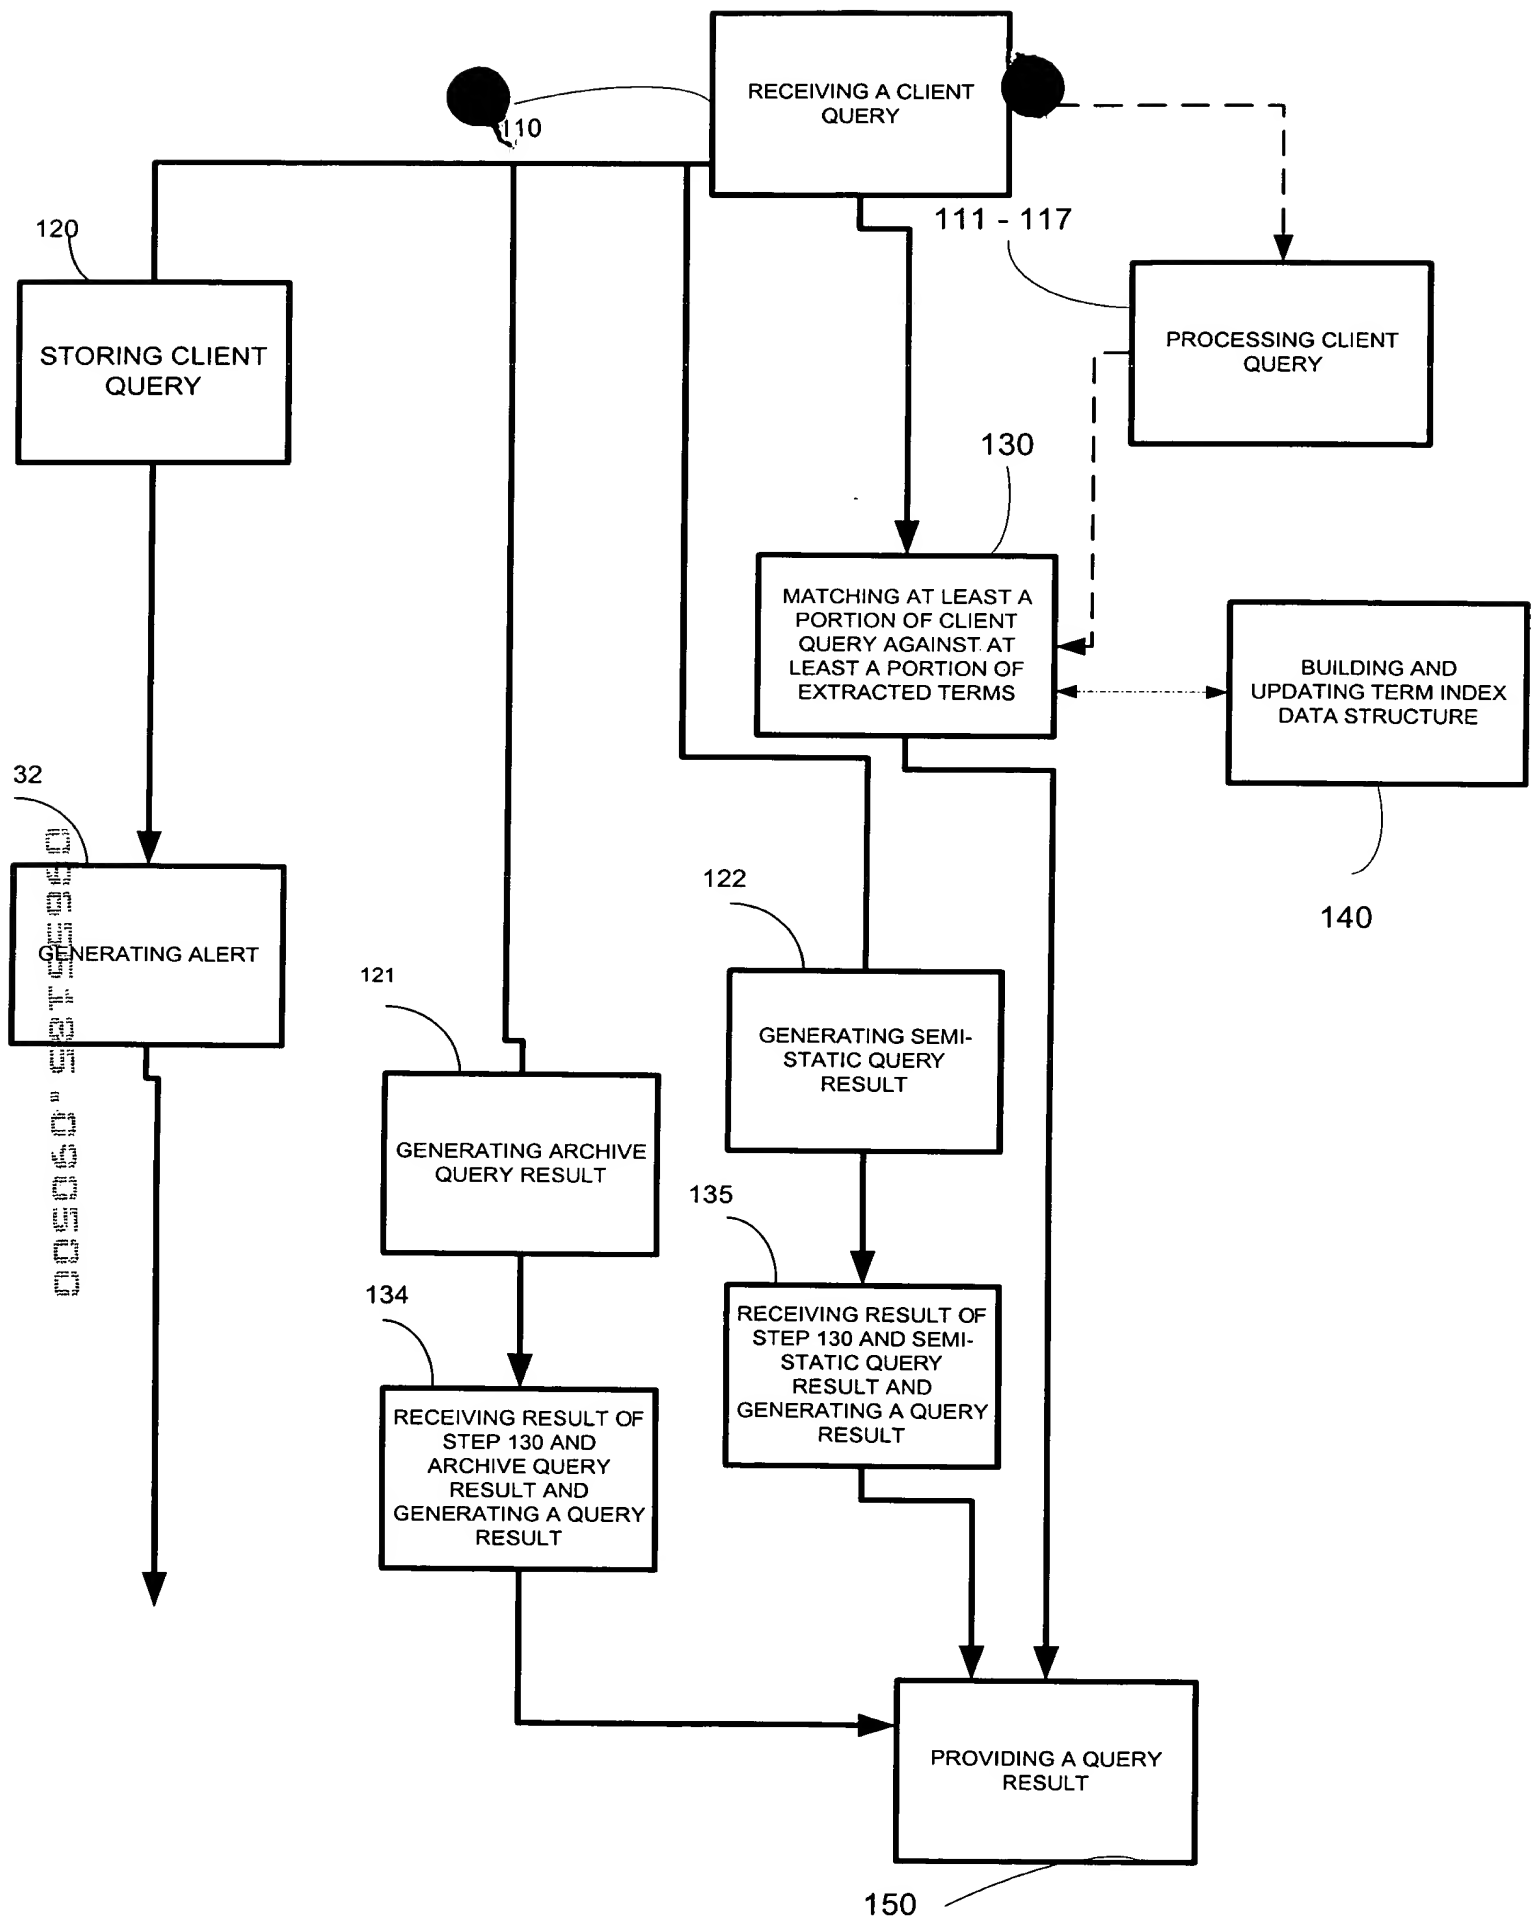 RECEIVING A CLIENT
QUERY
110
111 - 117
120
STORING CLIENT
QUERY
PROCESSING CLIENT
QUERY
130
MATCHING AT LEAST A
PORTION OF CLIENT
QUERY AGAINST AT
LEAST A PORTION OF
EXTRACTED TERMS
BUILDING AND
UPDATING TERM INDEX
DATA STRUCTURE
140
32
GENERATING ALERT
122
GENERATING SEMI-
STATIC QUERY
RESULT
121
GENERATING ARCHIVE
QUERY RESULT
135
RECEIVING RESULT OF
STEP 130 AND SEMI-
STATIC QUERY
RESULT AND
GENERATING A QUERY
RESULT
134
RECEIVING RESULT OF
STEP 130 AND
ARCHIVE QUERY
RESULT AND
GENERATING A QUERY
RESULT
PROVIDING A QUERY
RESULT
150